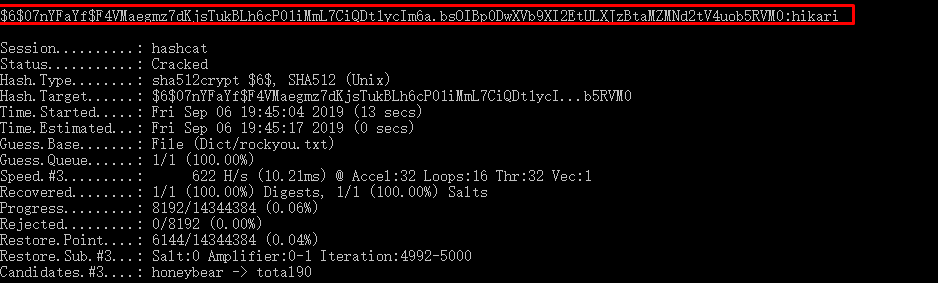 $6$07nYFaYf$F4VMaegmz7dKjsTukBLh6cP01iMmL7CiQDt1ycIm6a.bsOIBp0DwXVb9XI2EtULXJzBtaMZMNd2tV4uob5RVM0:hikari
Session..........: hashcat
Status...........: Cracked
Hash.Type........: sha512crypt $6$, SHA512 (Unix)
Hash.Target......: $6$07nYFaYf$F4VMaegmz7dKjsTukBLh6cP01iMmL7CiQDt1ycI...b5RVM0
Time.Started.....: Fri Sep 06 19:45:04 2019 (13 secs)
Time.Estimated...: Fri Sep 06 19:45:17 2019 (0 secs)
Guess.Base.......: File (Dict/rockyou.txt)
Guess.Queue......: 1/1 (100.00%)
Speed.#3.........:      622 H/s (10.21ms) @ Accel:32 Loops:16 Thr:32 Vec:1
Recovered........: 1/1 (100.00%) Digests, 1/1 (100.00%) Salts
Progress.........: 8192/14344384 (0.06%)
Rejected.........: 0/8192 (0.00%)
Restore.Point....: 6144/14344384 (0.04%)
Restore.Sub.#3...: Salt:0 Amplifier:0-1 Iteration:4992-5000
Candidates.#3....: honeybear -> total90